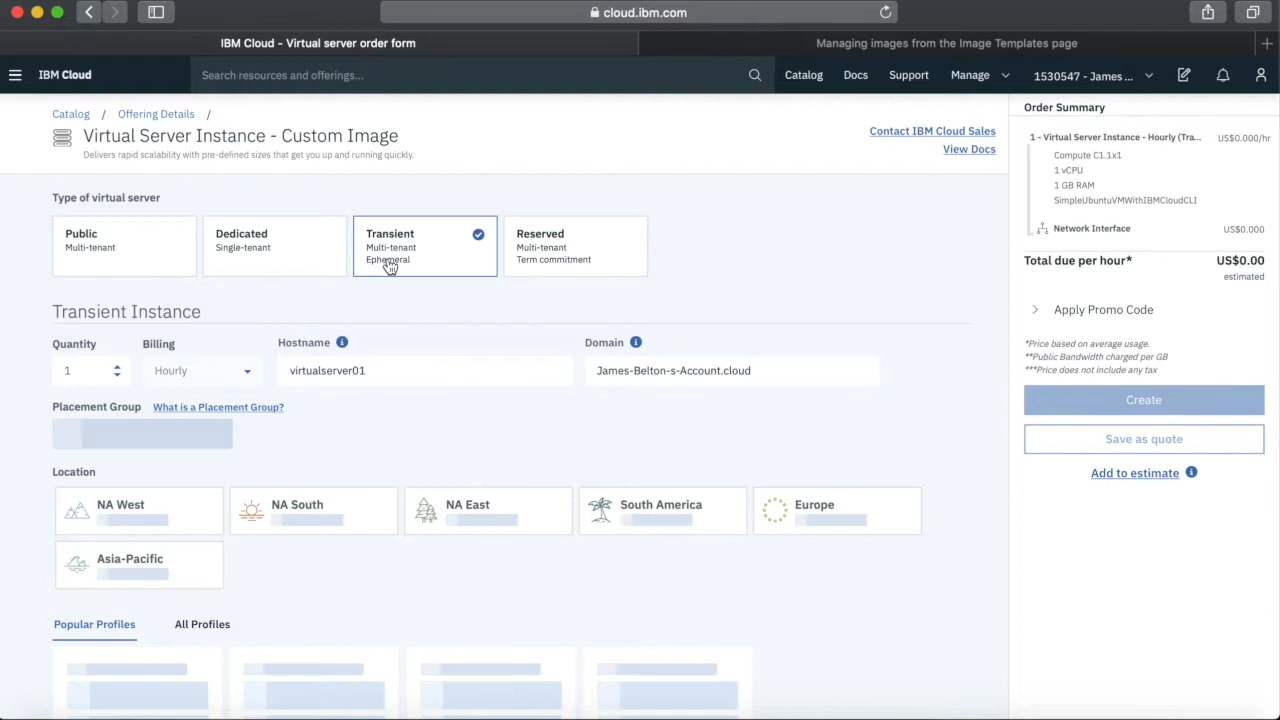 cloud.ibm.com
IBM Cloud - Virtual server order form
Managing images from the Image Templates page
IBM Cloud
Search resources and offerings...
Catalog
Docs
Support
Manage
1530547 - James ...
Catalog / Offering Details /
Virtual Server Instance - Custom Image
Delivers rapid scalability with pre-defined sizes that get you up and running quickly.
Contact IBM Cloud Sales
View Docs
Type of virtual server
Public
Multi-tenant
Dedicated
Single-tenant
Transient
Multi-tenant
Ephemeral
Reserved
Multi-tenant
Term commitment
Transient Instance
Quantity
1
Billing
Hourly
Hostname
virtualserver01
Domain
James-Belton-s-Account.cloud
Placement Group
What is a Placement Group?
Location
NA West
NA South
NA East
South America
Europe
Asia-Pacific
Popular Profiles
All Profiles
Order Summary
1 - Virtual Server Instance - Hourly (Tra... US$0.000/hr
Compute C1.1x1
1 vCPU
1 GB RAM
SimpleUbuntuVMWithIBMCloudCLI
Network Interface US$0.000
Total due per hour* US$0.00
estimated
Apply Promo Code
*Price based on average usage.
**Public Bandwidth charged per GB
***Price does not include any tax
Create
Save as quote
Add to estimate